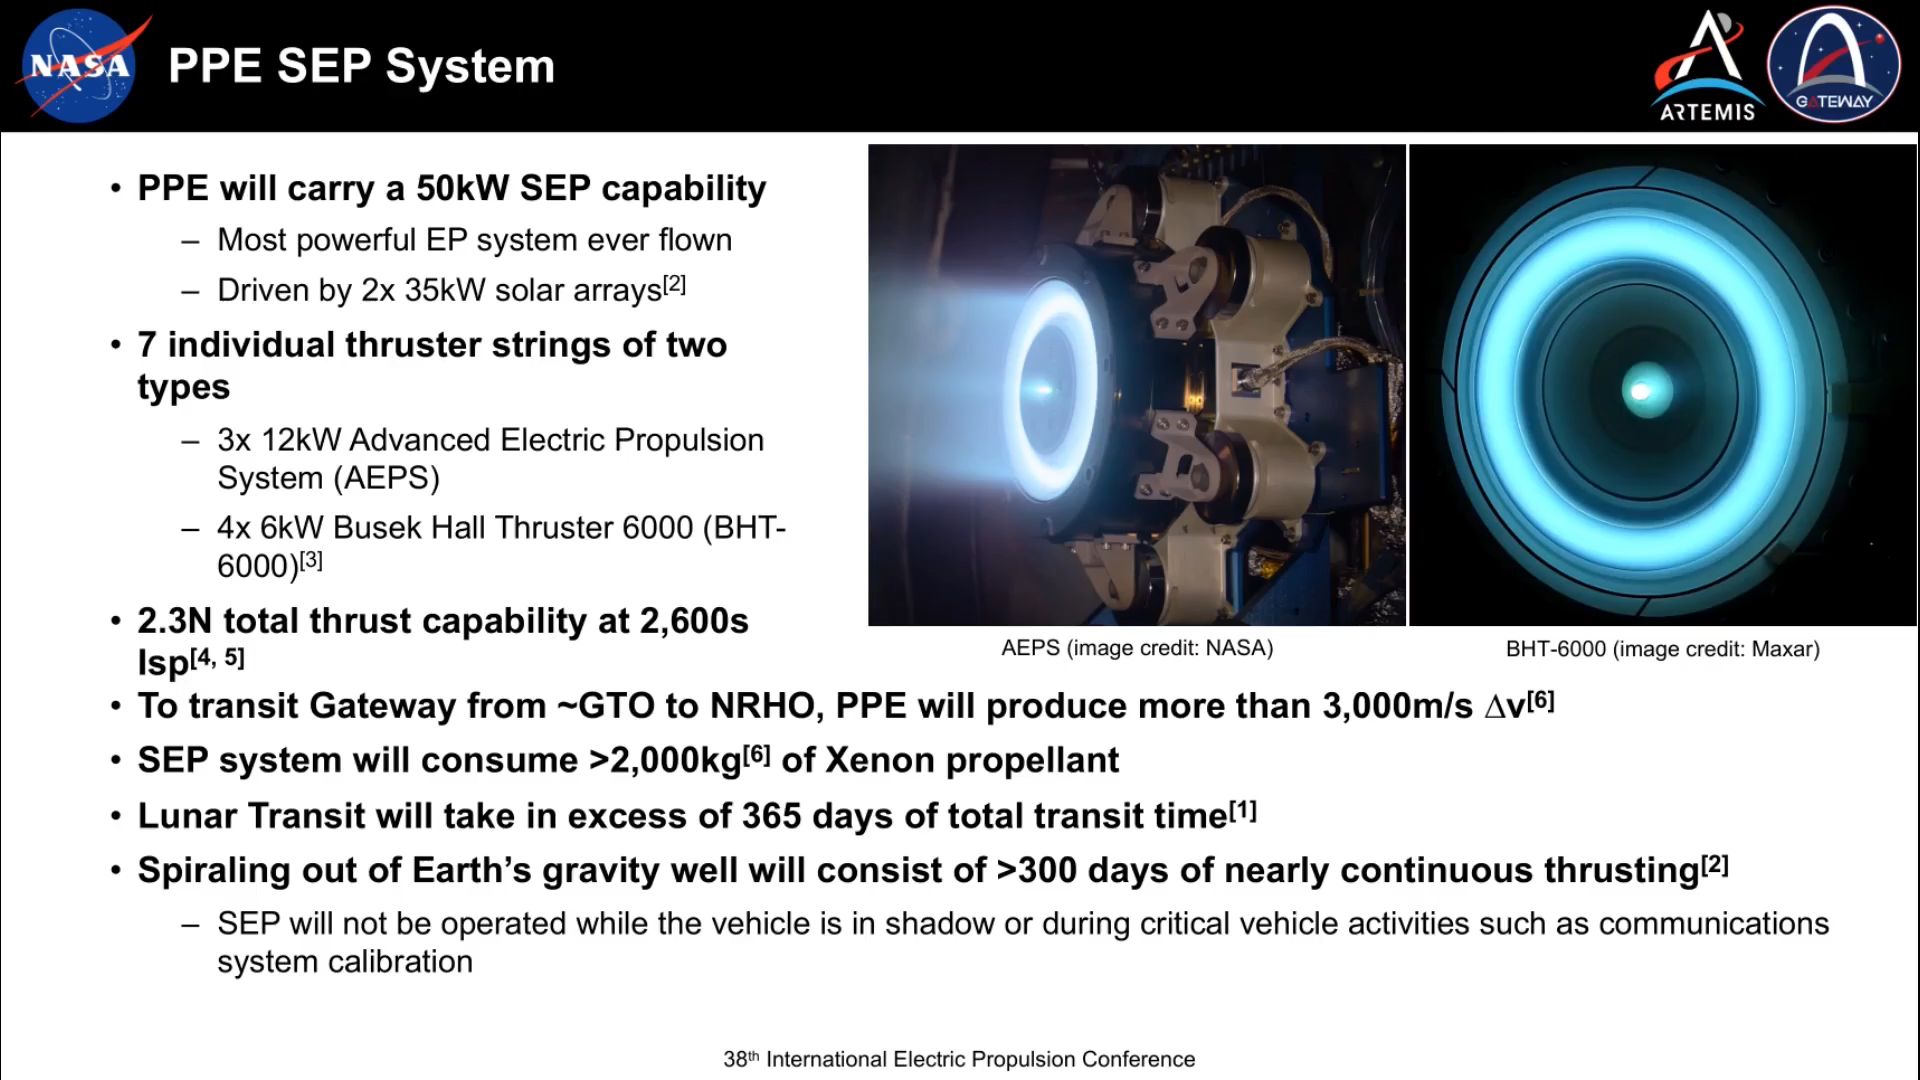 NASA
PPE SEP System
ARTEMIS
GATEWAY
• PPE will carry a 50kW SEP capability
– Most powerful EP system ever flown
– Driven by 2x 35kW solar arrays[2]
• 7 individual thruster strings of two
types
– 3x 12kW Advanced Electric Propulsion
System (AEPS)
– 4x 6kW Busek Hall Thruster 6000 (BHT-
6000)[3]
• 2.3N total thrust capability at 2,600s
Isp[4, 5]
AEPS (image credit: NASA)
BHT-6000 (image credit: Maxar)
• To transit Gateway from ~GTO to NRHO, PPE will produce more than 3,000m/s Δv[6]
• SEP system will consume >2,000kg[6] of Xenon propellant
• Lunar Transit will take in excess of 365 days of total transit time[1]
• Spiraling out of Earth’s gravity well will consist of >300 days of nearly continuous thrusting[2]
– SEP will not be operated while the vehicle is in shadow or during critical vehicle activities such as communications
system calibration
38th International Electric Propulsion Conference